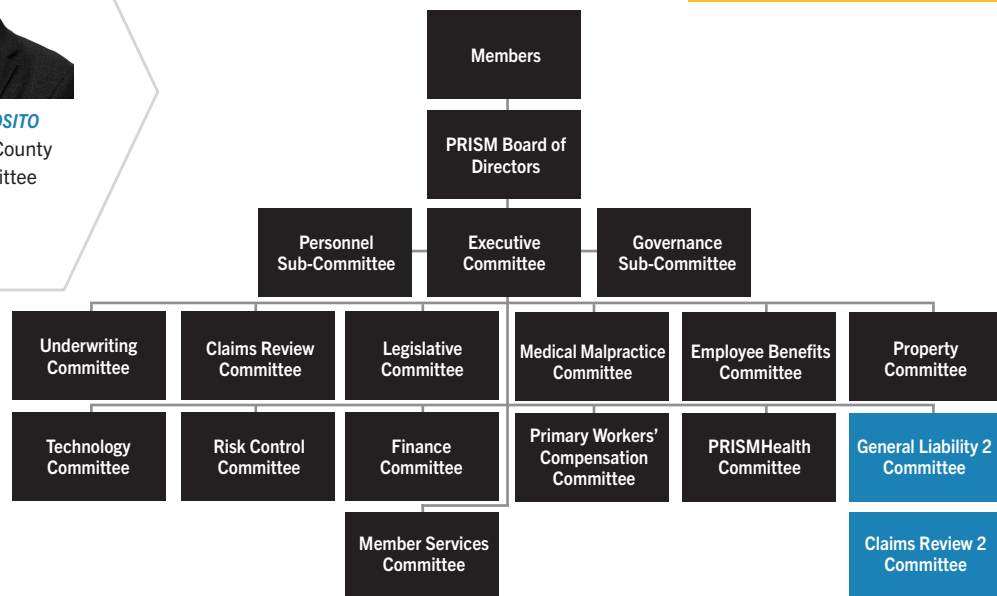 Members
OSITO
County
ittee
PRISM Board of
Directors
Personnel
Sub-Committee
Executive
Committee
Governance
Sub-Committee
Underwriting
Committee
Claims Review
Committee
Legislative
Committee
Medical Malpractice
Committee
Employee Benefits
Committee
Property
Committee
Technology
Committee
Risk Control
Committee
Finance
Committee
Primary Workers’
Compensation
Committee
PRISMHealth
Committee
General Liability 2
Committee
Member Services
Committee
Claims Review 2
Committee